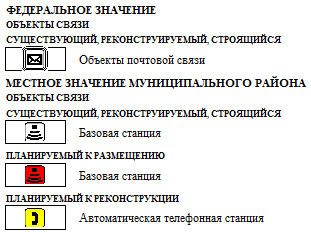 ФЕДЕРАЛЬНОЕ ЗНАЧЕНИЕ
ОБЪЕКТЫ СВЯЗИ
СУЩЕСТВУЮЩИЙ, РЕКОНСТРУИРУЕМЫЙ, СТРОЯЩИЙСЯ
Объекты почтовой связи
МЕСТНОЕ ЗНАЧЕНИЕ МУНИЦИПАЛЬНОГО РАЙОНА
ОБЪЕКТЫ СВЯЗИ
СУЩЕСТВУЮЩИЙ, РЕКОНСТРУИРУЕМЫЙ, СТРОЯЩИЙСЯ
Базовая станция
ПЛАНИРУЕМЫЙ К РАЗМЕЩЕНИЮ
Базовая станция
ПЛАНИРУЕМЫЙ К РЕКОНСТРУКЦИИ
Автоматическая телефонная станция